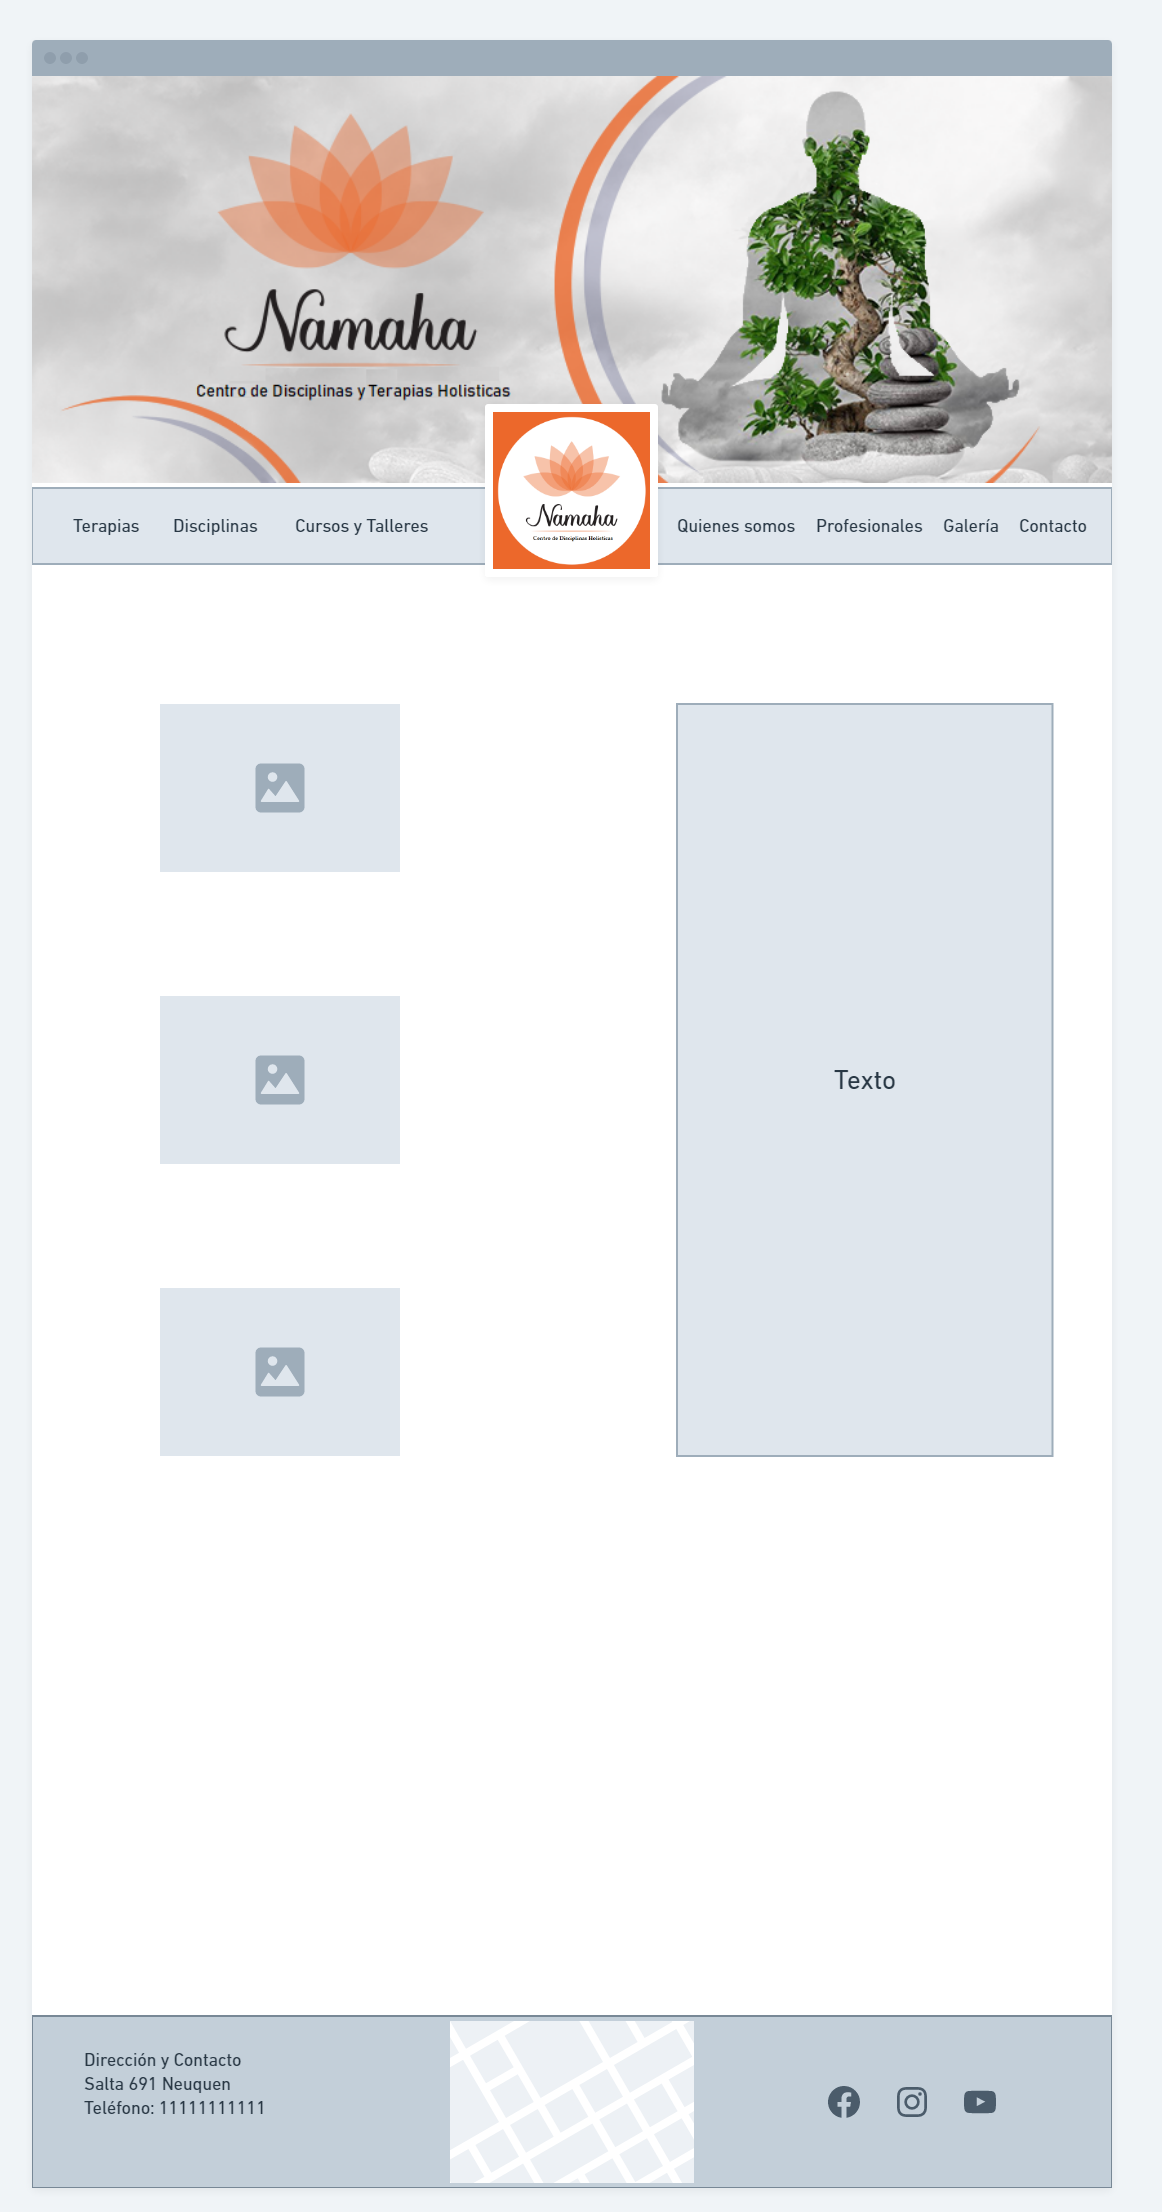 Namaha
Centro de Disciplinas y Terapias Holisticas
Terapias Disciplinas Cursos y Talleres
Namaha
Centro de Disciplinas Holisticas
Quienes somos Profesionales Galería Contacto
Texto
Dirección y Contacto
Salta 691 Neuquen
Teléfono: 11111111111